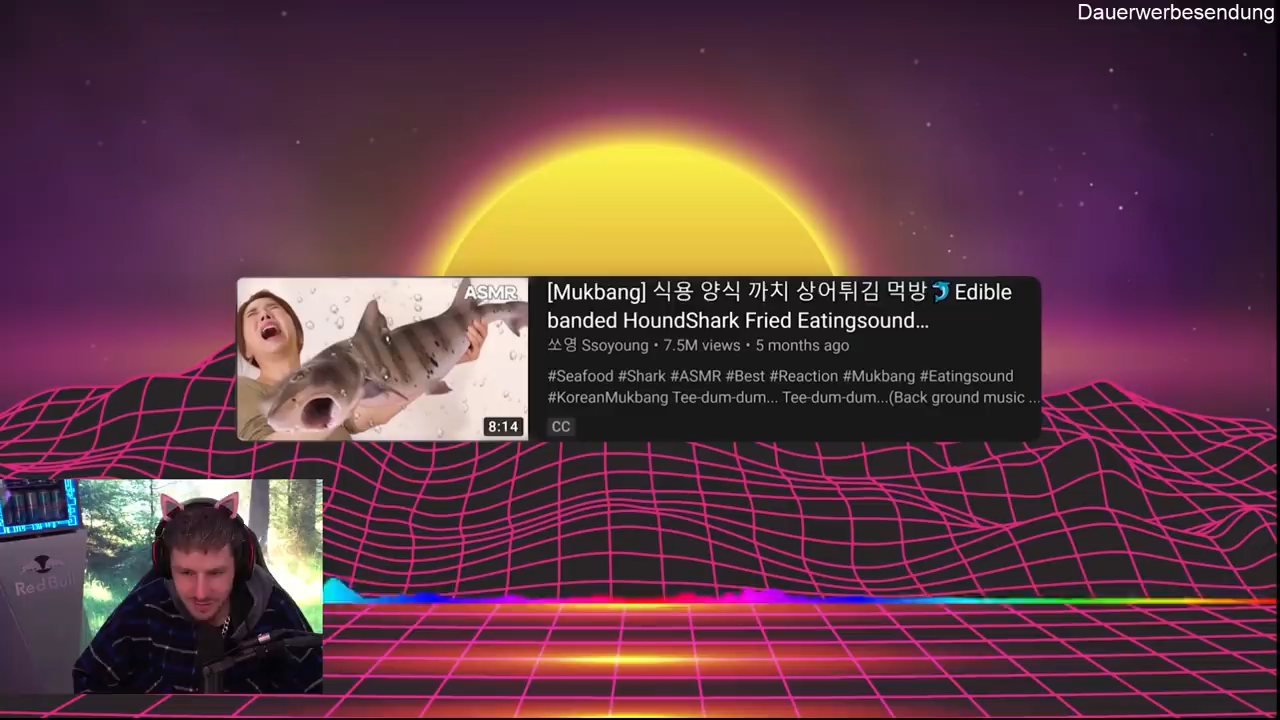 Dauerwerbesendung
ASMR
8:14
[Mukbang] 식용 양식 까치 상어튀김 먹방🐬Edible
banded HoundShark Fried Eatingsound...
쏘영 Ssoyoung • 7.5M views • 5 months ago
#Seafood #Shark #ASMR #Best #Reaction #Mukbang #Eatingsound
#KoreanMukbang Tee-dum-dum... Tee-dum-dum...(Back ground music ...
CC
Red Bull